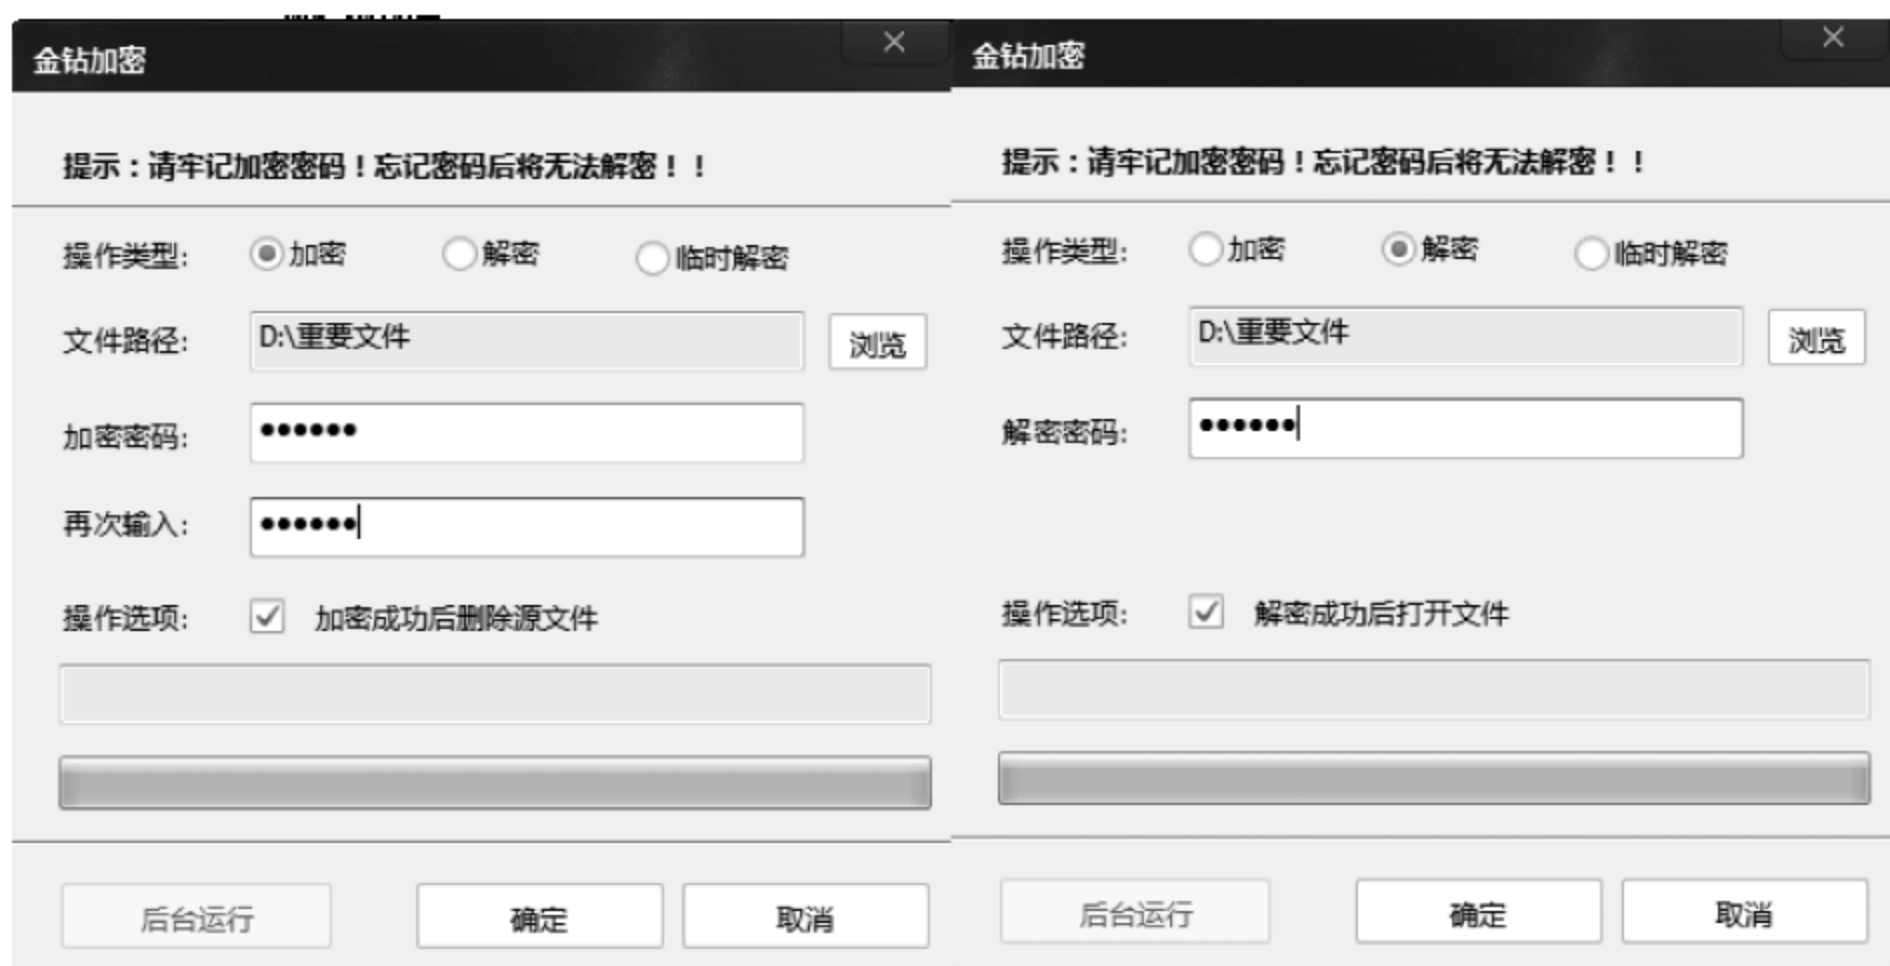 金钻加密
提示：请牢记加密密码！忘记密码后将无法解密！！
操作类型: 加密 解密 临时解密
文件路径: D:\重要文件 浏览
加密密码: ●●●●●●
再次输入: ●●●●●●
操作选项: 加密成功后删除源文件
后台运行 确定 取消
金钻加密
提示：请牢记加密密码！忘记密码后将无法解密！！
操作类型: 加密 解密 临时解密
文件路径: D:\重要文件 浏览
解密密码: ●●●●●●
操作选项: 解密成功后打开文件
后台运行 确定 取消